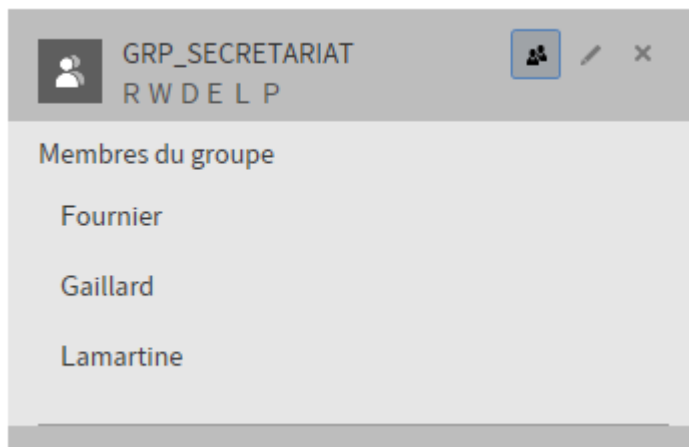 GRP_SECRETARIAT
R W D E L P
Membres du groupe
Fournier
Gaillard
Lamartine